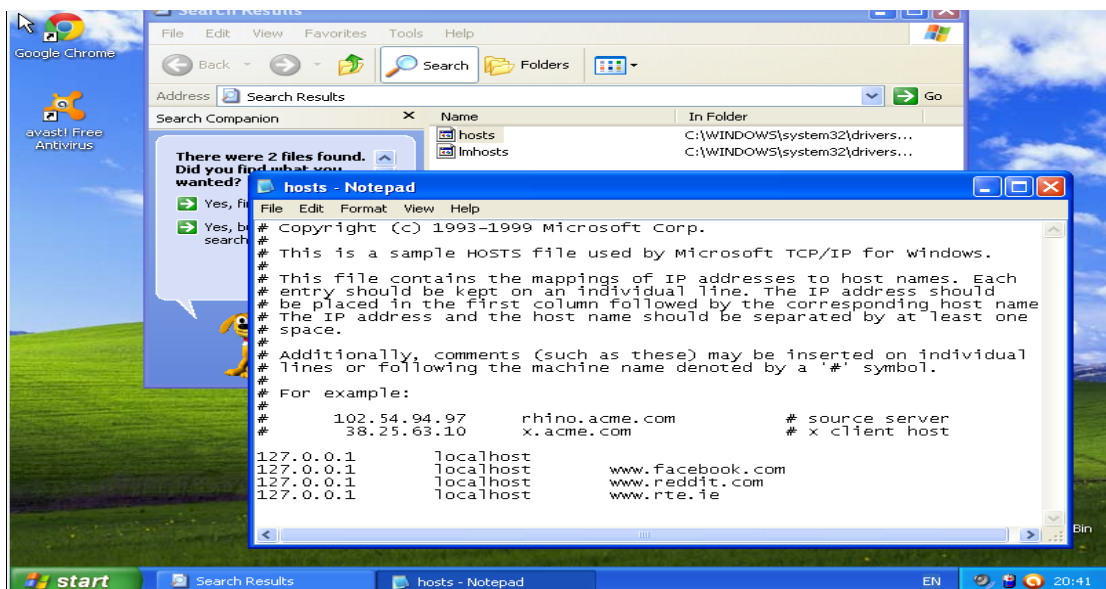 Search Results
File Edit View Favorites Tools Help
Google Chrome
Back Search Folders
Address Search Results Go
Search Companion
Name In Folder
hosts C:\WINDOWS\system32\drivers...
lmhosts C:\WINDOWS\system32\drivers...
avast! Free
Antivirus
There were 2 files found.
Did you find what you
wanted?
Yes, fi
Yes, bu
search
hosts - Notepad
File Edit Format View Help
# Copyright (c) 1993-1999 Microsoft Corp.
#
# This is a sample HOSTS file used by Microsoft TCP/IP for Windows.
#
# This file contains the mappings of IP addresses to host names. Each
# entry should be kept on an individual line. The IP address should
# be placed in the first column followed by the corresponding host name
# The IP address and the host name should be separated by at least one
# space.
#
# Additionally, comments (such as these) may be inserted on individual
# lines or following the machine name denoted by a '#' symbol.
#
# For example:
#
# 102.54.94.97 rhino.acme.com # source server
# 38.25.63.10 x.acme.com # x client host
127.0.0.1 localhost
127.0.0.1 localhost www.facebook.com
127.0.0.1 localhost www.reddit.com
127.0.0.1 localhost www.rte.ie
Bin
start Search Results hosts - Notepad EN 20:41